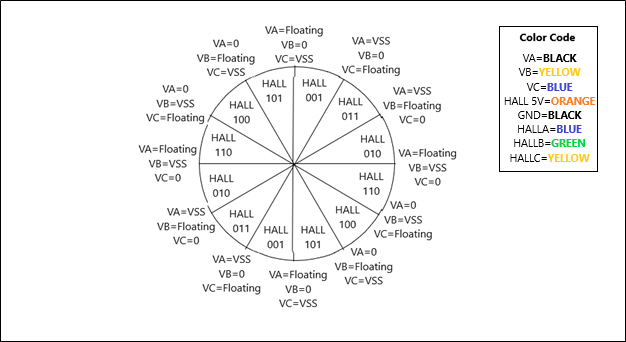 VA=Floating
VB=0
VC=VSS
VA=VSS
VB=0
VC=Floating
VA=VSS
VB=Floating
VC=0
VA=Floating
VB=VSS
VC=0
VA=0
VB=VSS
VC=Floating
VA=0
VB=Floating
VC=VSS
VA=Floating
VB=0
VC=VSS
VA=VSS
VB=0
VC=Floating
VA=VSS
VB=Floating
VC=0
VA=Floating
VB=VSS
VC=0
VA=0
VB=VSS
VC=Floating
VA=0
VB=Floating
VC=VSS
HALL
001
HALL
011
HALL
010
HALL
110
HALL
100
HALL
101
HALL
001
HALL
011
HALL
010
HALL
110
HALL
100
HALL
101
Color Code
VA=BLACK
VB=YELLOW
VC=BLUE
HALL 5V=ORANGE
GND=BLACK
HALLA=BLUE
HALLB=GREEN
HALLC=YELLOW